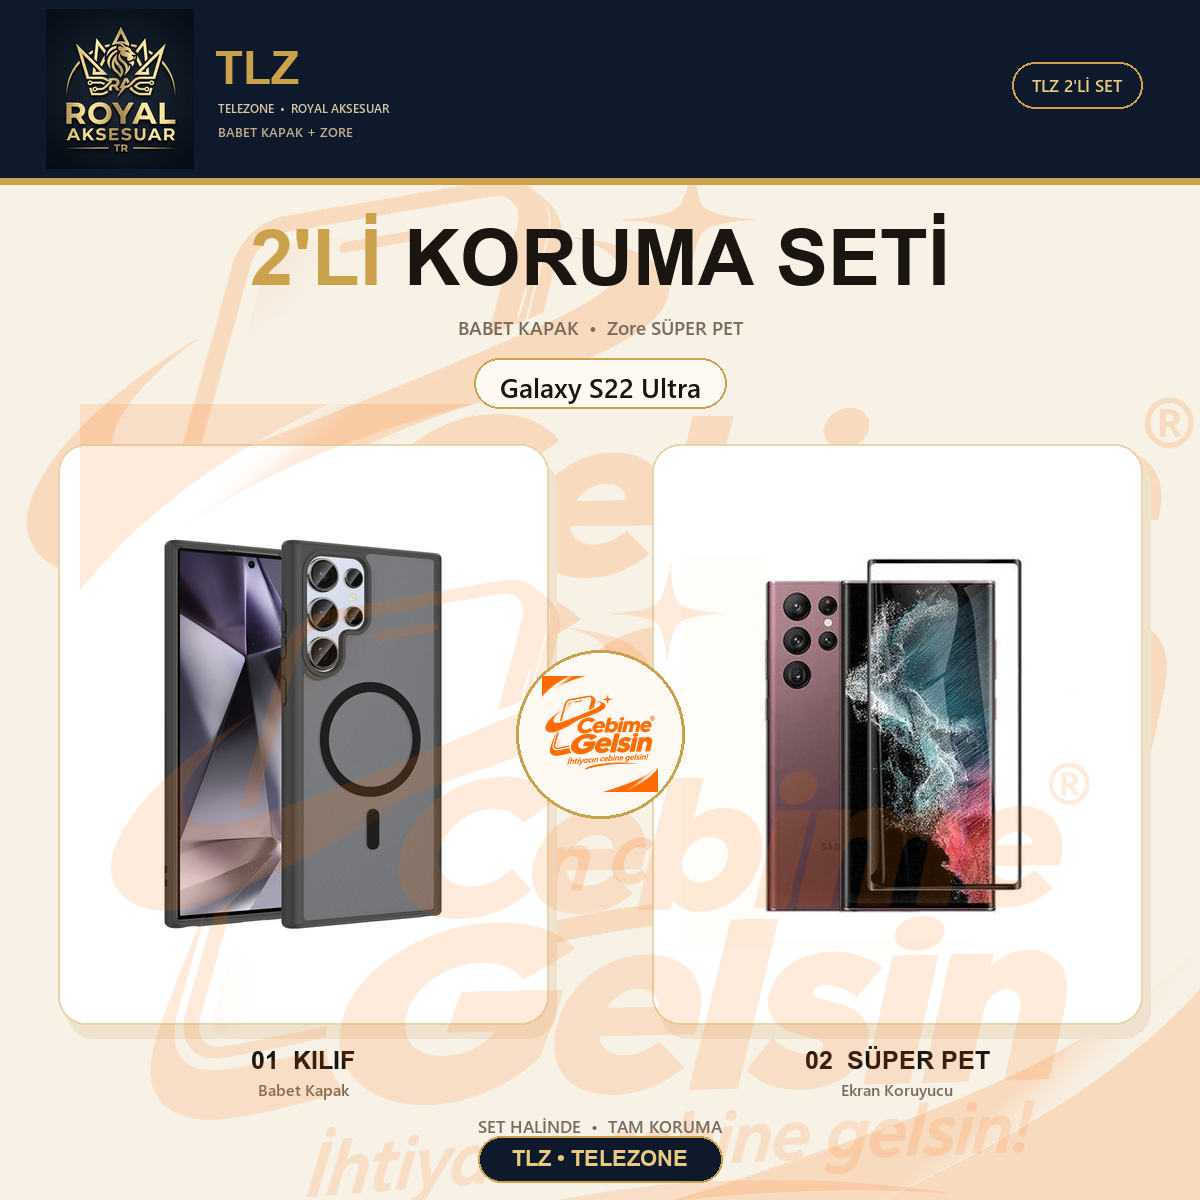 ROYAL
AKSESUAR
TR
TLZ
TELEZONE • ROYAL AKSESUAR
BABET KAPAK + ZORE
TLZ 2'Lİ SET
2'Lİ KORUMA SETİ
BABET KAPAK • Zore SÜPER PET
Galaxy S22 Ultra
Cebime
Gelsin
İhtiyacın cebine gelsin!
®
®
Cebime
Gelsin
01 KILIF
Babet Kapak
02 SÜPER PET
Ekran Koruyucu
SET HALİNDE • TAM KORUMA
TLZ • TELEZONE